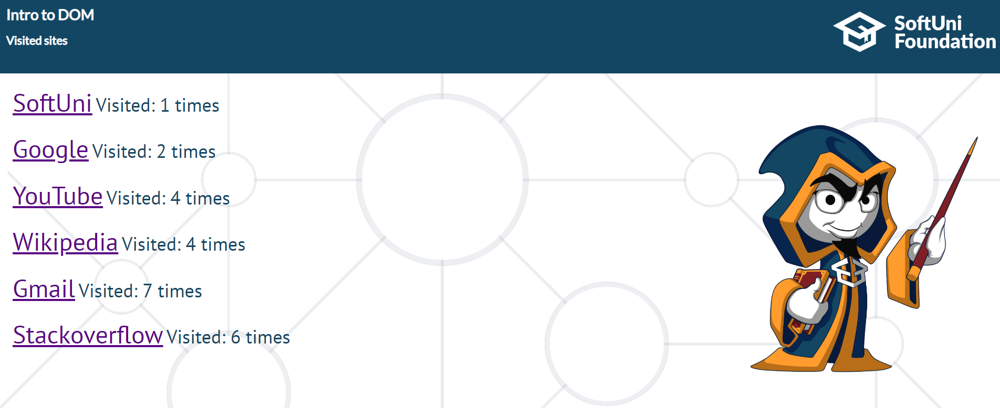 Intro to DOM
Visited sites
SoftUni
Foundation
SoftUni Visited: 1 times
Google Visited: 2 times
YouTube Visited: 4 times
Wikipedia Visited: 4 times
Gmail Visited: 7 times
Stackoverflow Visited: 6 times